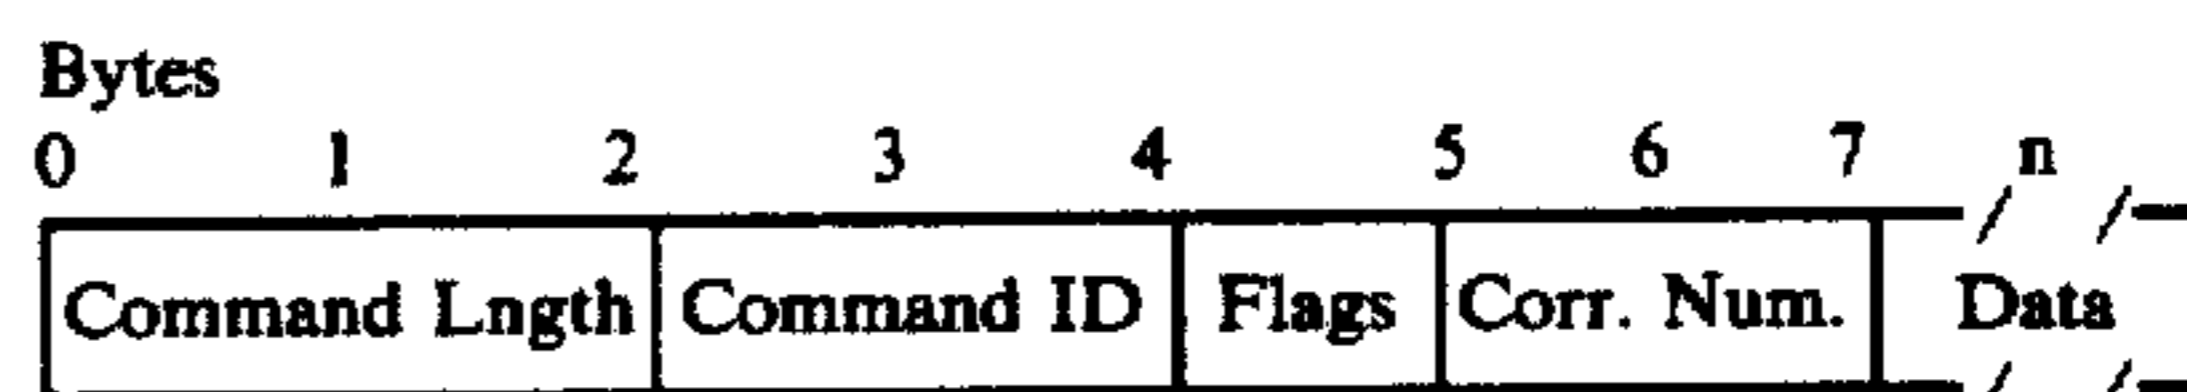 Bytes
0 1 2 3 4 5 6 7 n
Command Lngth Command ID Flags Corr. Num. Data